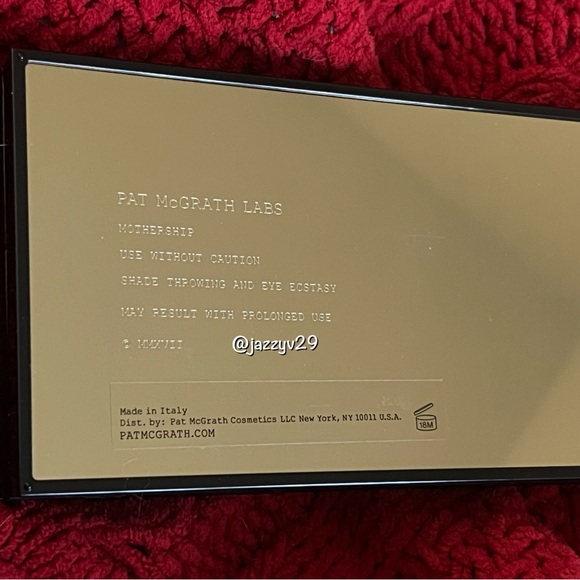 PAT McGRATH LABS
MOTHERSHIP
USE WITHOUT CAUTION
SHADE THROWING AND EYE ECSTASY
MAY RESULT WITH PROLONGED USE
© MMXVII
@jazzyv29
Made in Italy
Dist. by: Pat McGrath Cosmetics LLC New York, NY 10011 U.S.A.
PATMCGRATH.COM
18M